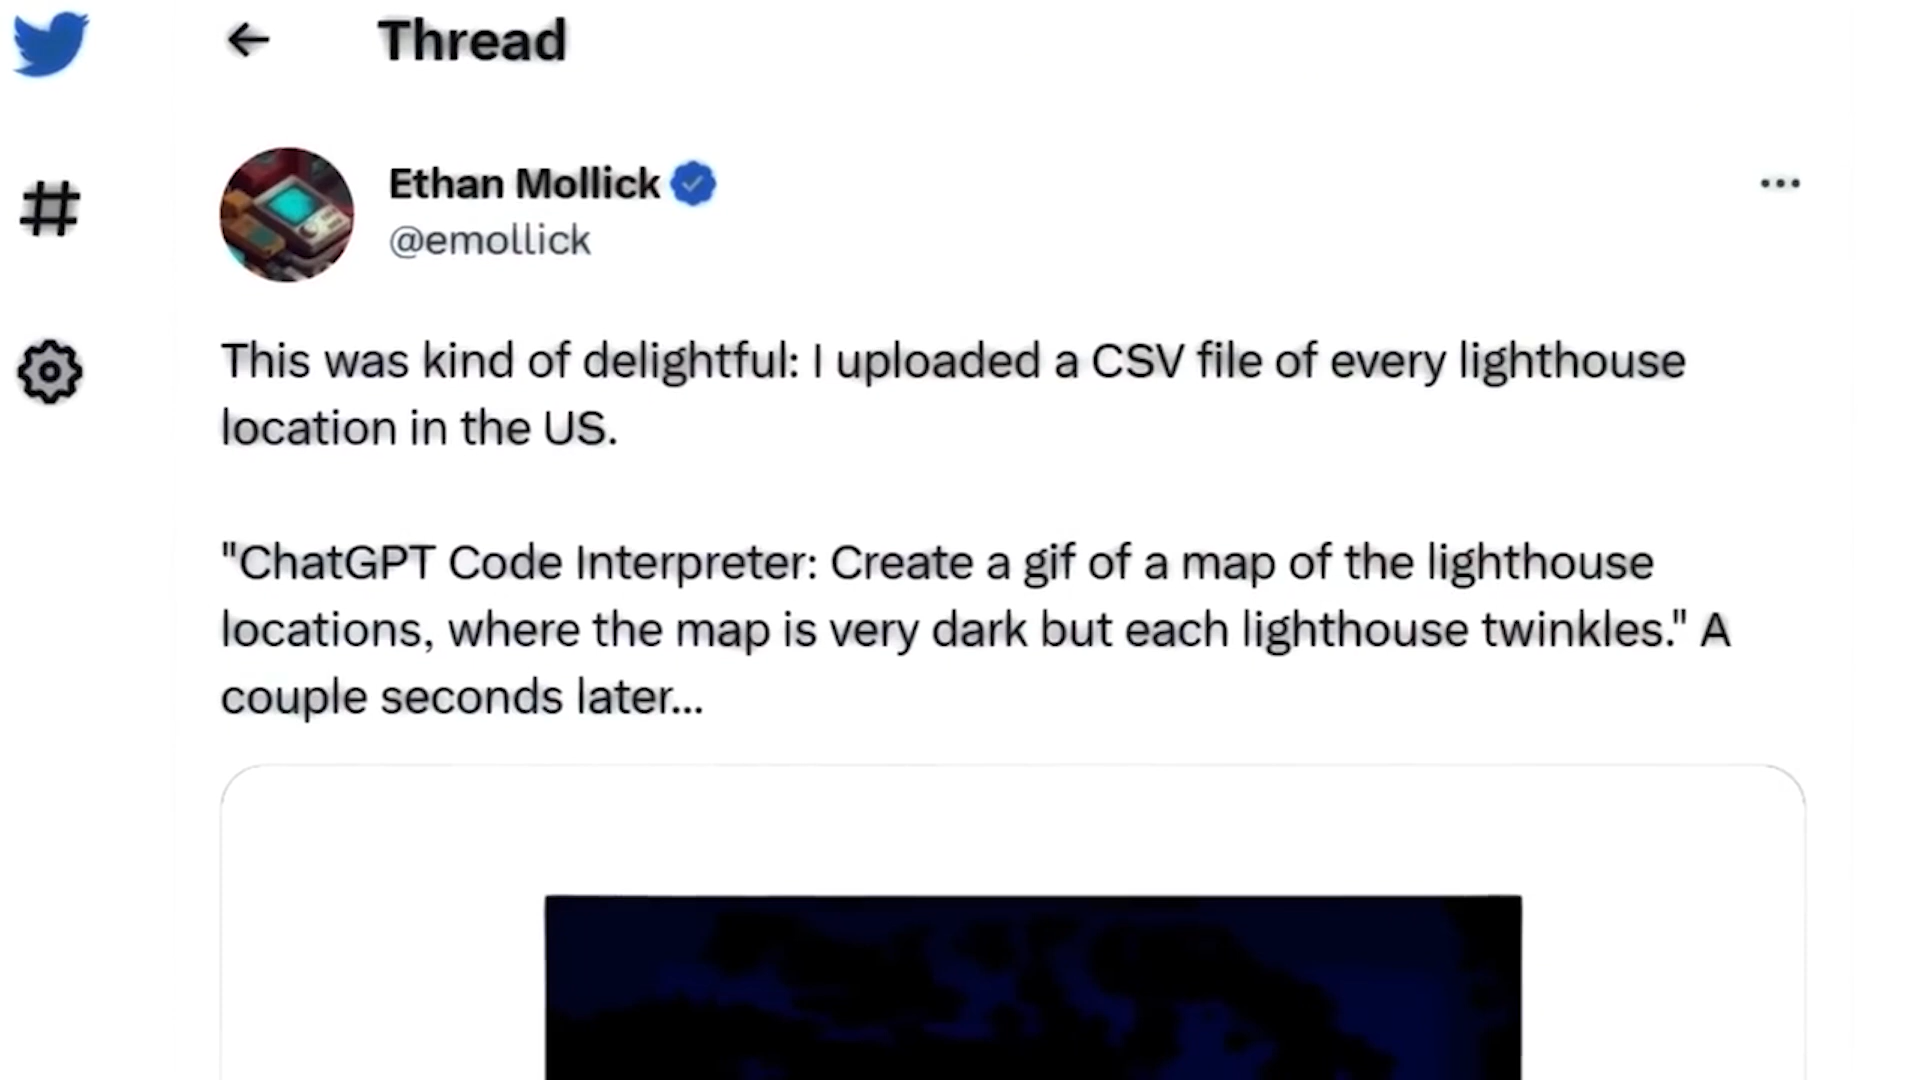 Thread
Ethan Mollick
@emollick
This was kind of delightful: I uploaded a CSV file of every lighthouse
location in the US.
"ChatGPT Code Interpreter: Create a gif of a map of the lighthouse
locations, where the map is very dark but each lighthouse twinkles." A
couple seconds later...